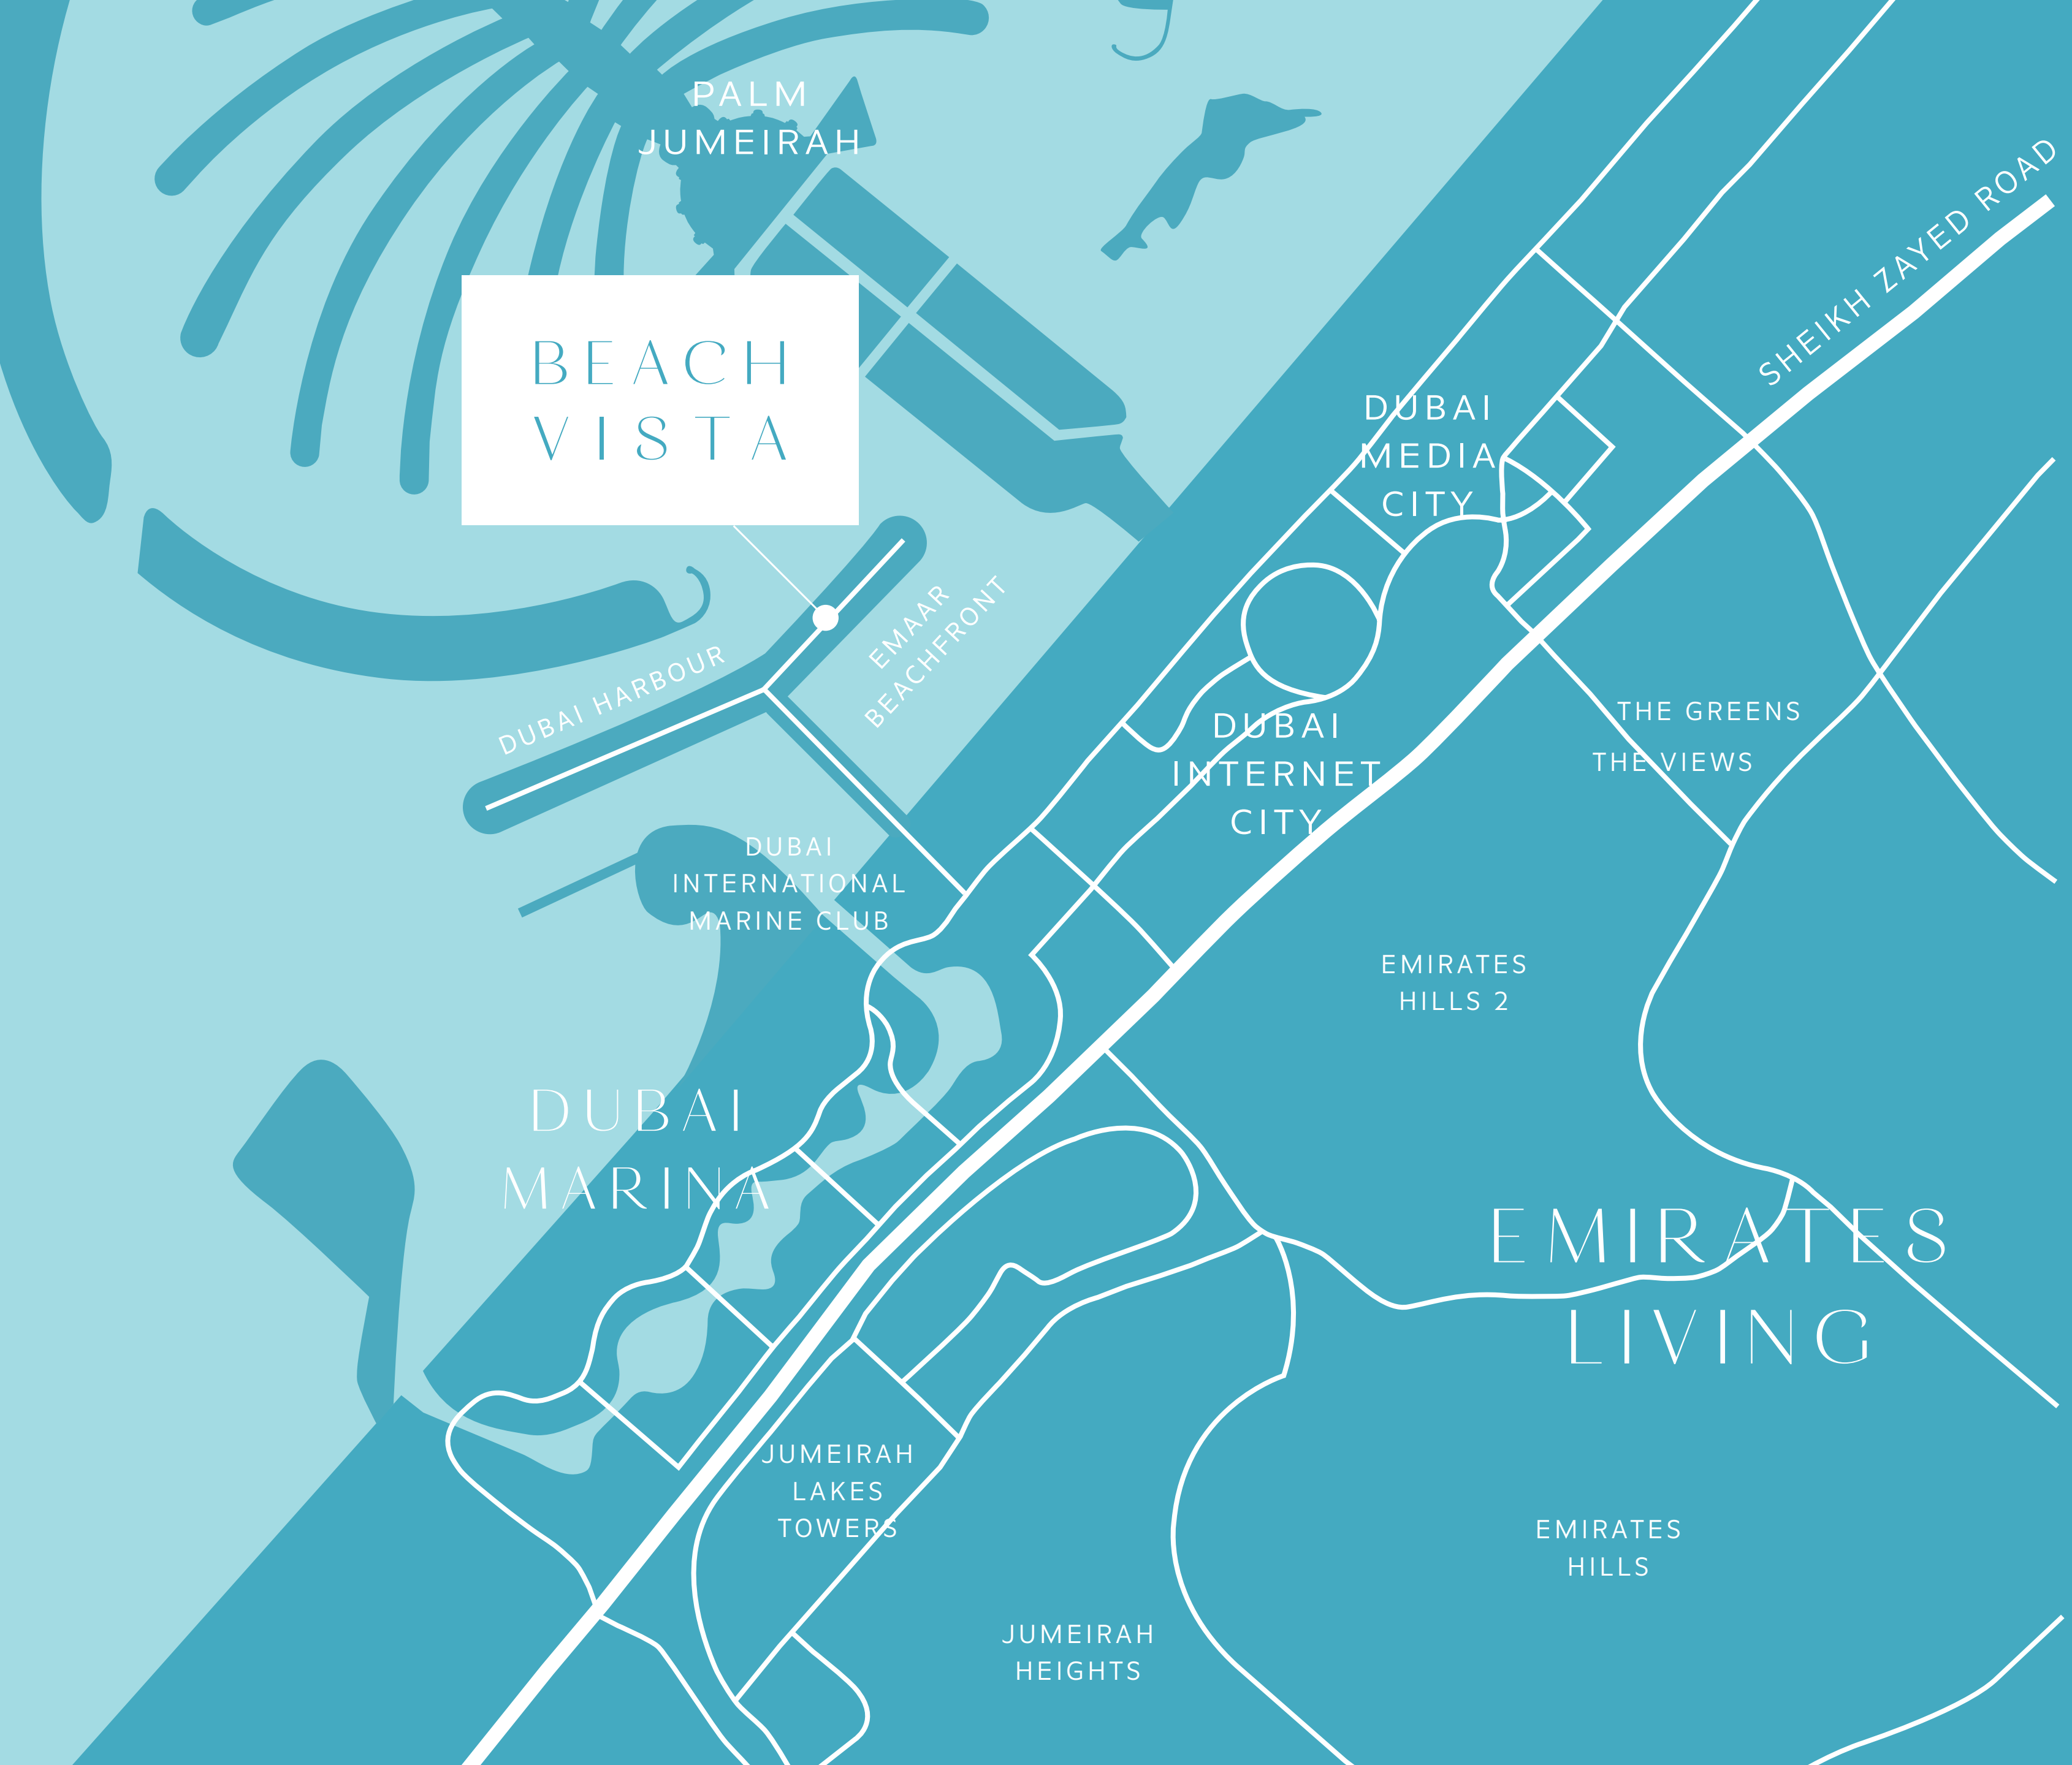 PALM
JUMEIRAH
SHEIKH ZAYED ROAD
BEACH
VISTA
DUBAI
MEDIA
CITY
EMAAR
BEACHFRONT
DUBAI HARBOUR
THE GREENS
THE VIEWS
DUBAI
INTERNET
CITY
DUBAI
INTERNATIONAL
MARINE CLUB
EMIRATES
HILLS 2
DUBAI
MARINA
EMIRATES
LIVING
JUMEIRAH
LAKES
TOWERS
EMIRATES
HILLS
JUMEIRAH
HEIGHTS